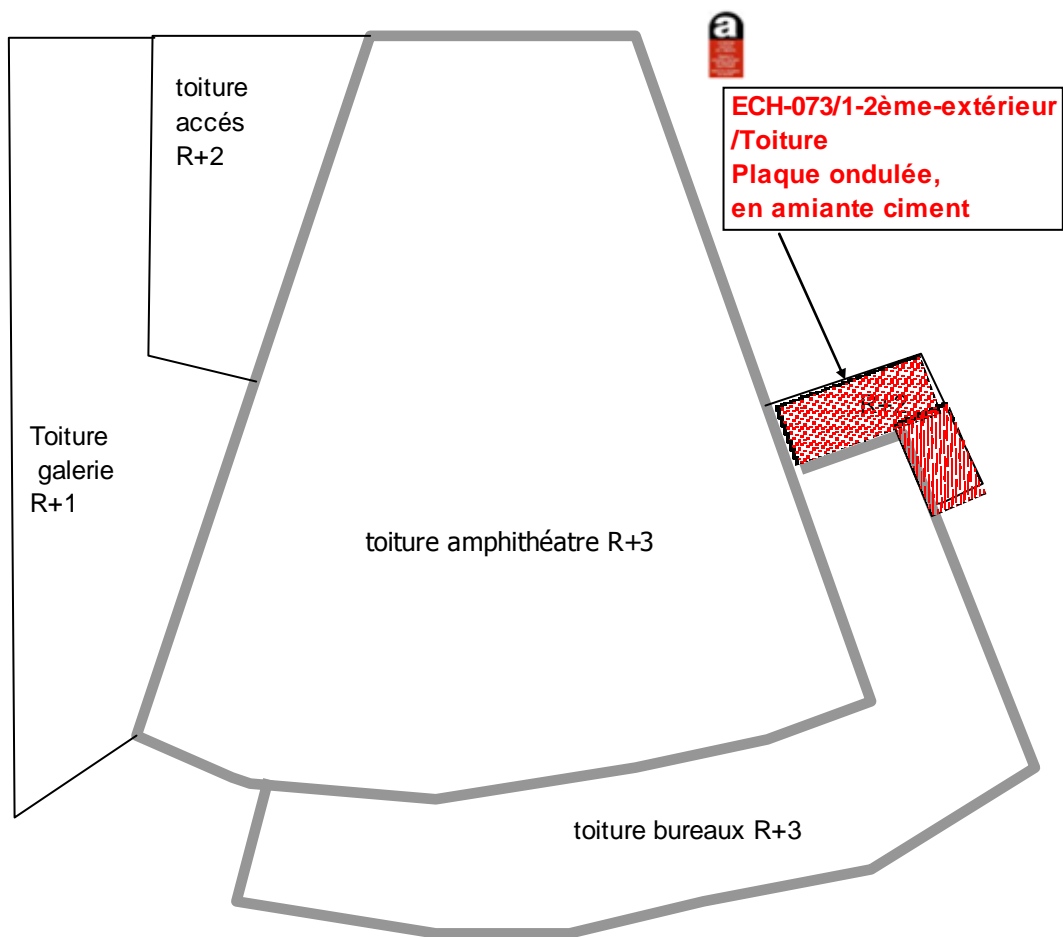 a
toiture
accés
R+2
ECH-073/1-2ème-extérieur
/Toiture
Plaque ondulée,
en amiante ciment
R+2
Toiture
galerie
R+1
toiture amphithéatre R+3
toiture bureaux R+3